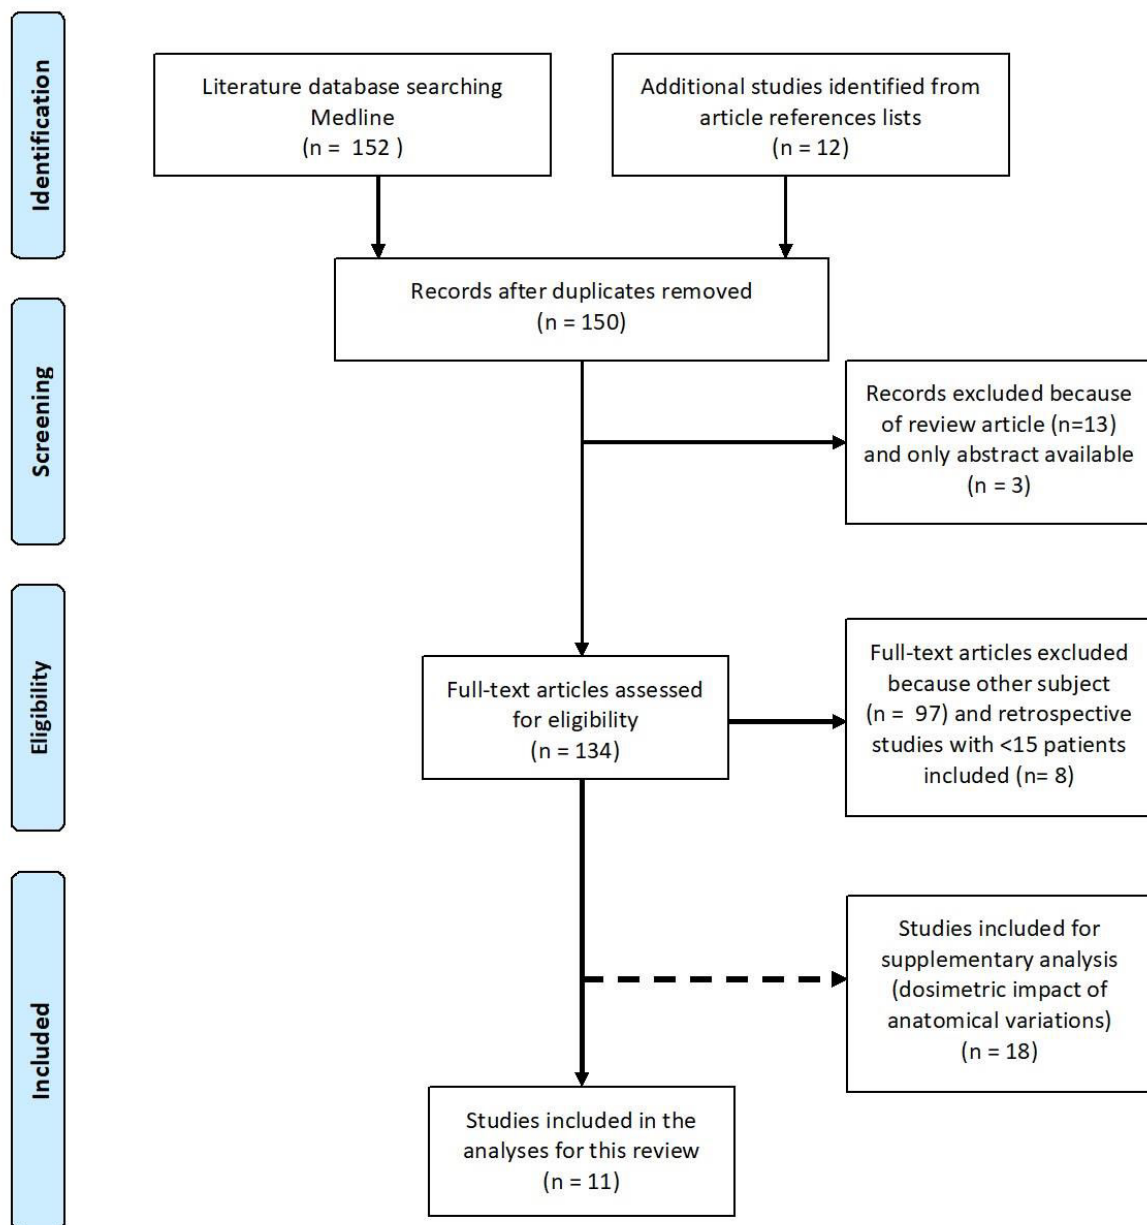 Identification
Literature database searching
Medline
(n =  152 )
Additional studies identified from
article references lists
(n = 12)
Records after duplicates removed
(n = 150)
Screening
Records excluded because
of review article (n=13)
and only abstract available
(n = 3)
Eligibility
Full-text articles assessed
for eligibility
(n = 134)
Full-text articles excluded
because other subject
(n =  97) and retrospective
studies with <15 patients
included (n= 8)
Included
Studies included for
supplementary analysis
(dosimetric impact of
anatomical variations)
(n = 18)
Studies included in the
analyses for this review
(n = 11)